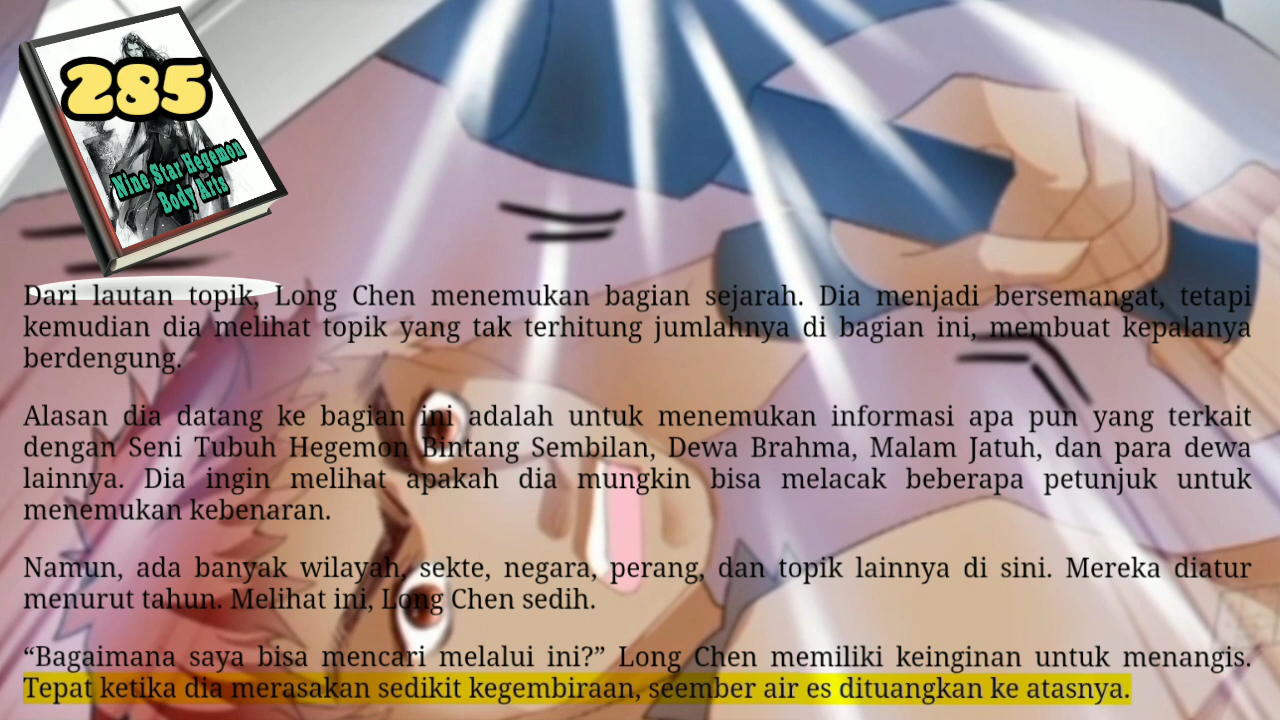 285
Nine Star Hegemon
Body Arts
Dari lautan topik, Long Chen menemukan bagian sejarah. Dia menjadi bersemangat, tetapi
kemudian dia melihat topik yang tak terhitung jumlahnya di bagian ini, membuat kepalanya
berdengung.
Alasan dia datang ke bagian ini adalah untuk menemukan informasi apa pun yang terkait
dengan Seni Tubuh Hegemon Bintang Sembilan, Dewa Brahma, Malam Jatuh, dan para dewa
lainnya. Dia ingin melihat apakah dia mungkin bisa melacak beberapa petunjuk untuk
menemukan kebenaran.
Namun, ada banyak wilayah, sekte, negara, perang, dan topik lainnya di sini. Mereka diatur
menurut tahun. Melihat ini, Long Chen sedih.
“Bagaimana saya bisa mencari melalui ini?” Long Chen memiliki keinginan untuk menangis.
Tepat ketika dia merasakan sedikit kegembiraan, seember air es dituangkan ke atasnya.